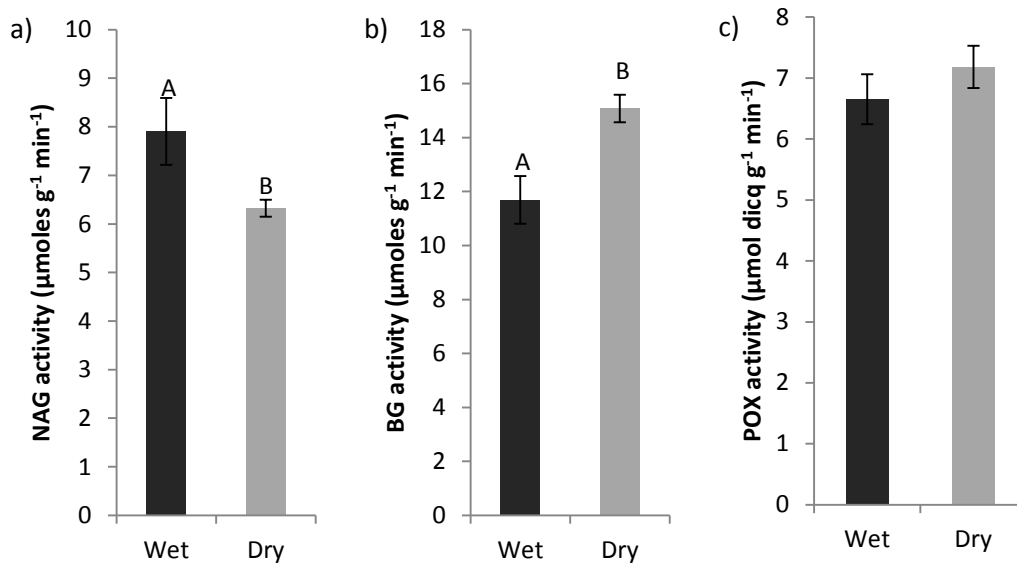 a)
NAG activity (µmoles g⁻¹ min⁻¹)
10
9
8
7
6
5
4
3
2
1
0
A
B
Wet Dry
b)
BG activity (µmoles g⁻¹ min⁻¹)
18
16
14
12
10
8
6
4
2
0
A
B
Wet Dry
c)
POX activity (µmol dicq g⁻¹ min⁻¹)
8
7
6
5
4
3
2
1
0
Wet Dry